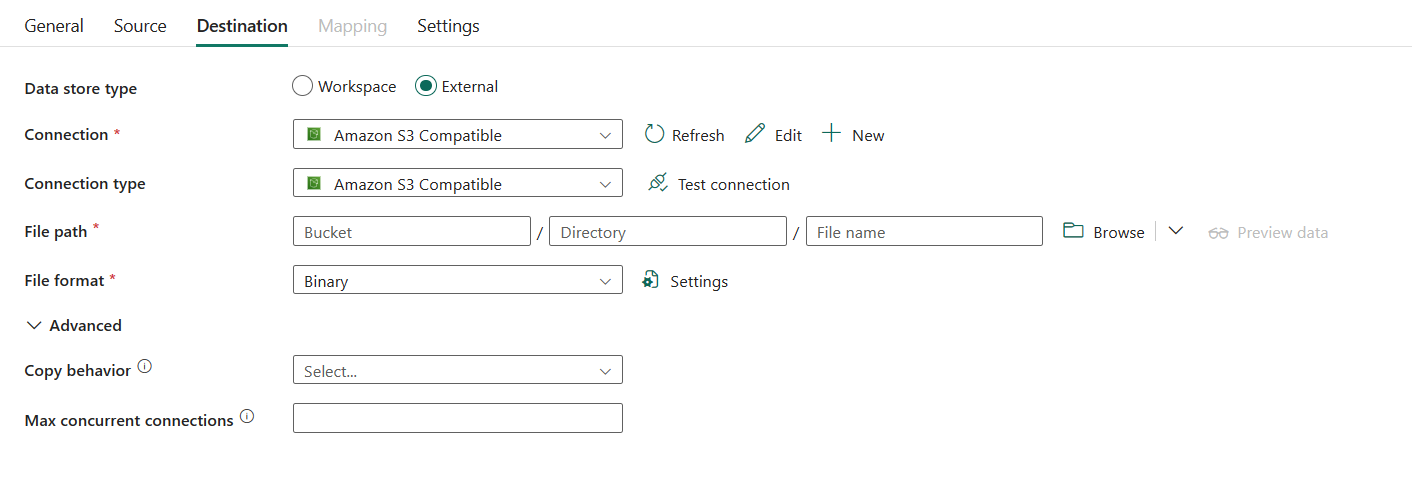 General Source Destination Mapping Settings
Data store type Workspace External
Connection * Amazon S3 Compatible Refresh Edit New
Connection type Amazon S3 Compatible Test connection
File path * Bucket / Directory / File name Browse Preview data
File format * Binary Settings
Advanced
Copy behavior Select...
Max concurrent connections